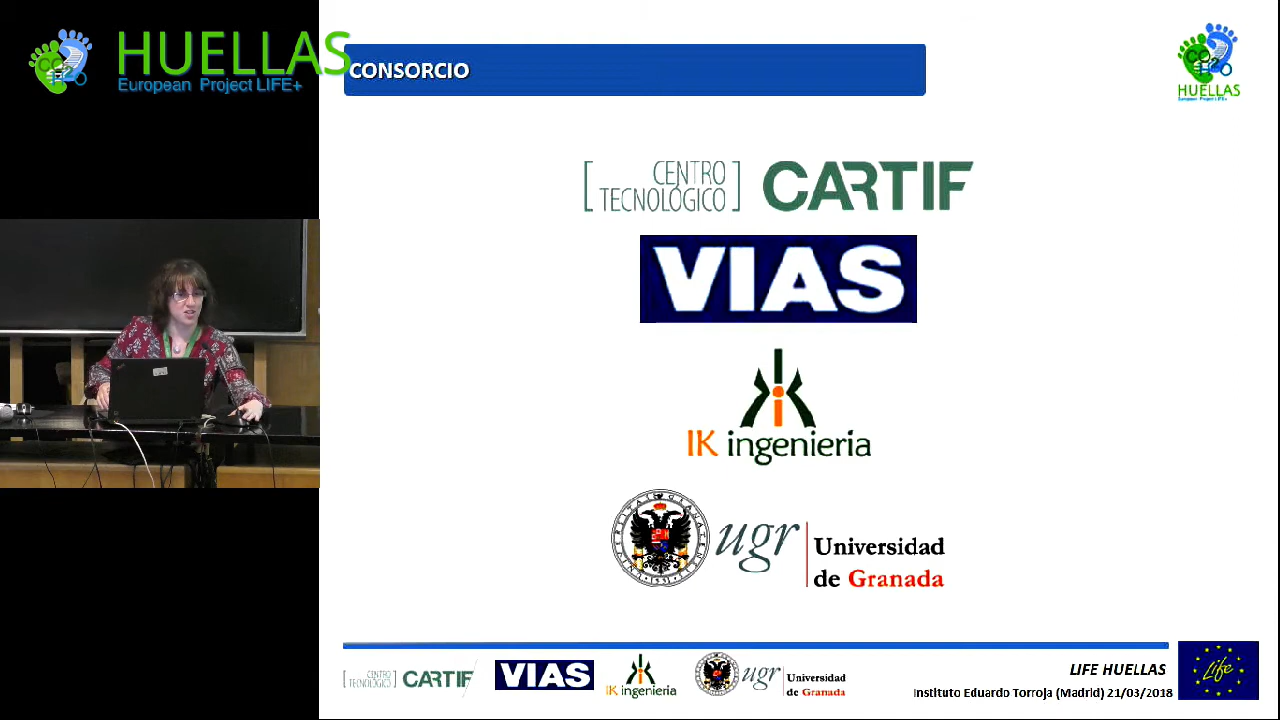 HUELLAS
European Project LIFE+
CONSORCIO
CO2
HUELLAS
European Project LIFE+
CENTRO
TECNOLÓGICO
CARTIF
VIAS
IK ingenieria
ugr
Universidad
de Granada
CENTRO
TECNOLÓGICO
CARTIF
VIAS
IK ingenieria
ugr
Universidad
de Granada
LIFE HUELLAS
Instituto Eduardo Torroja (Madrid) 21/03/2018
Life